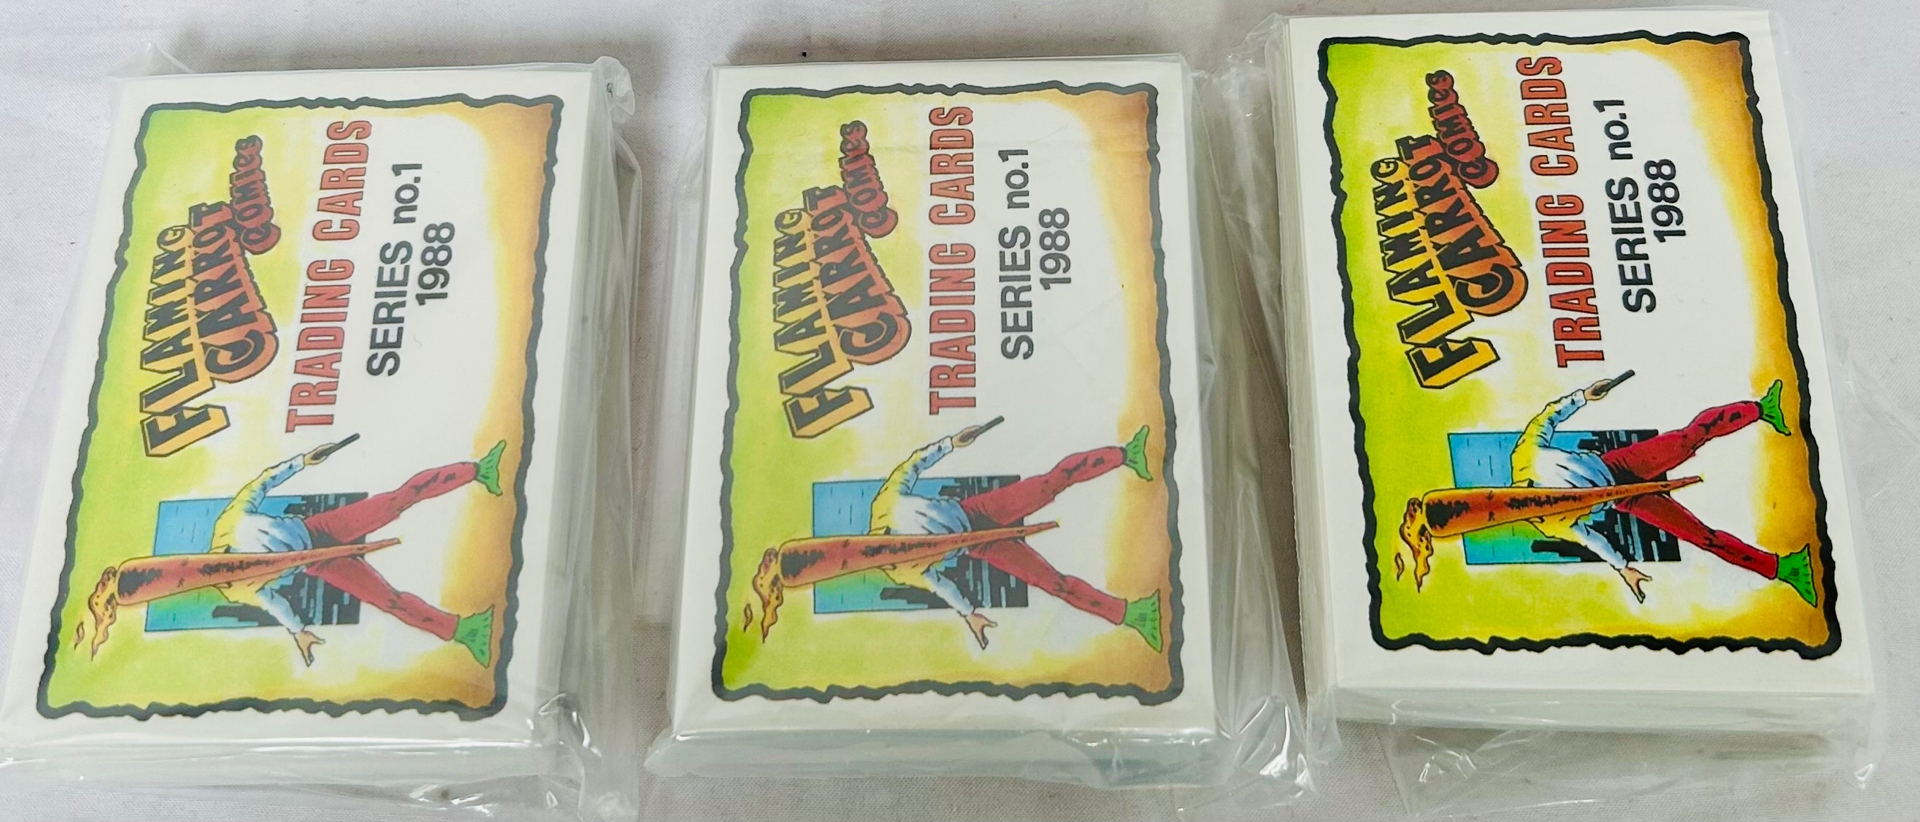 FLAMING
CARROT
COMICS
TRADING CARDS
SERIES no.1
1988
FLAMING
CARROT
COMICS
TRADING CARDS
SERIES no.1
1988
FLAMING
CARROT
COMICS
TRADING CARDS
SERIES no.1
1988